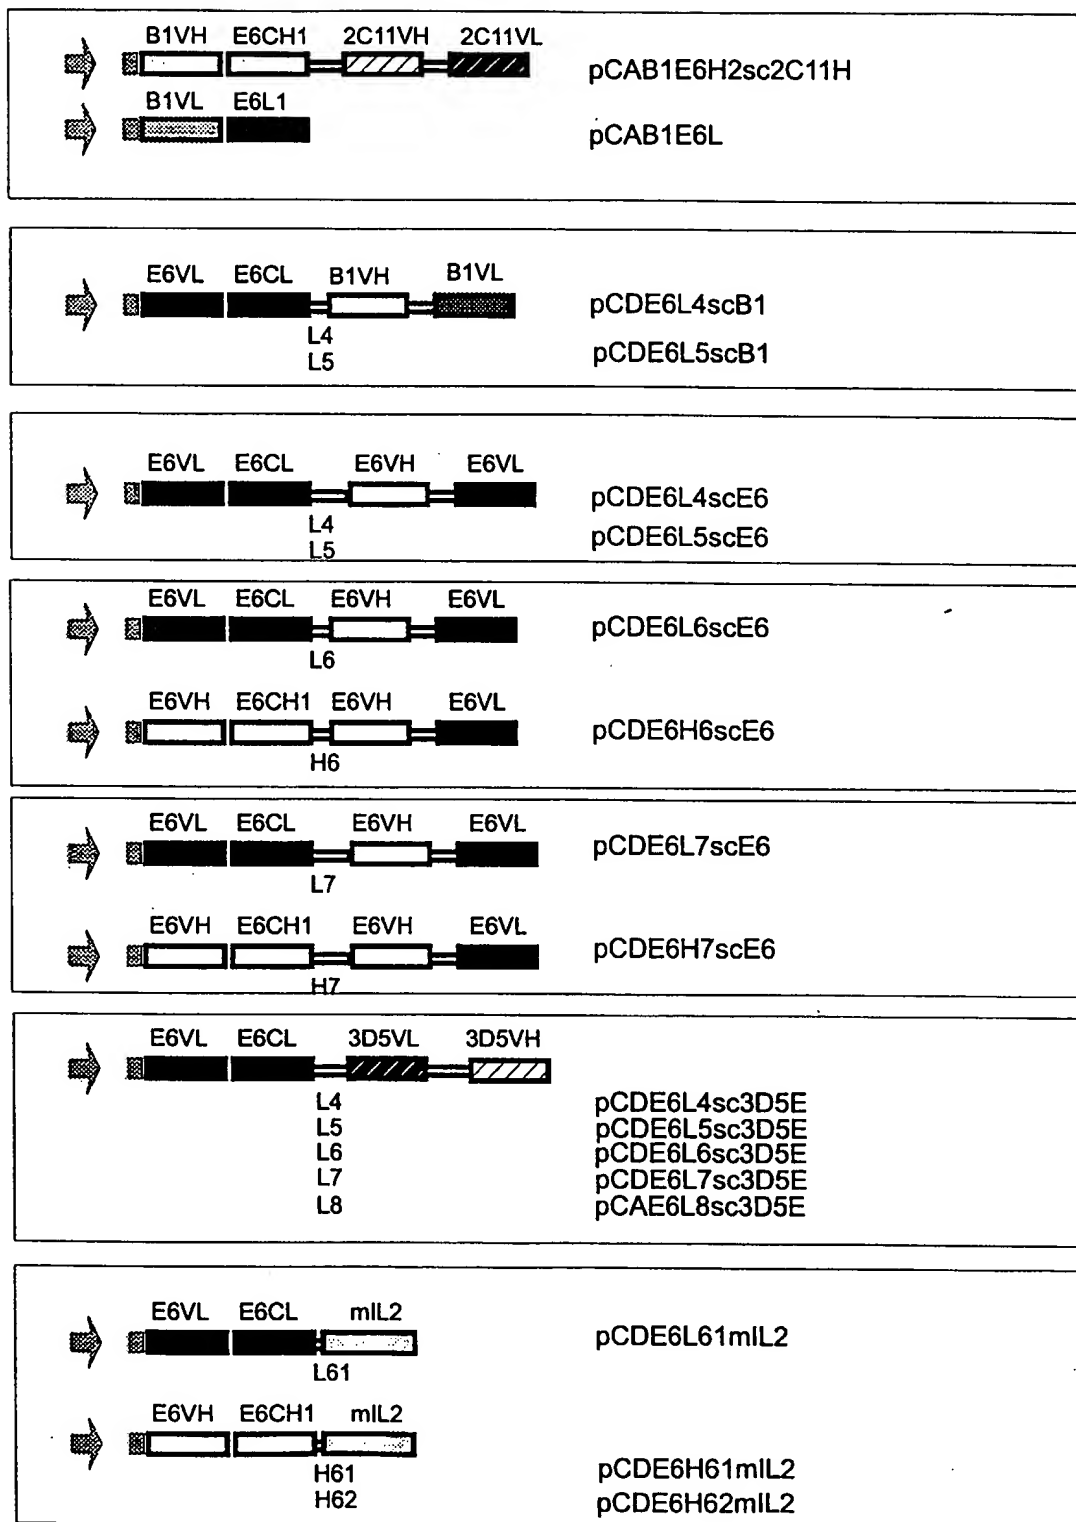 B1VH E6CH1 2C11VH 2C11VL
pCAB1E6H2sc2C11H
B1VL E6L1
pCAB1E6L
E6VL E6CL B1VH B1VL
pCDE6L4scB1
L4
L5
pCDE6L5scB1
E6VL E6CL E6VH E6VL
pCDE6L4scE6
L4
L5
pCDE6L5scE6
E6VL E6CL E6VH E6VL
pCDE6L6scE6
L6
E6VH E6CH1 E6VH E6VL
pCDE6H6scE6
H6
E6VL E6CL E6VH E6VL
pCDE6L7scE6
L7
E6VH E6CH1 E6VH E6VL
pCDE6H7scE6
H7
E6VL E6CL 3D5VL 3D5VH
L4 pCDE6L4sc3D5E
L5 pCDE6L5sc3D5E
L6 pCDE6L6sc3D5E
L7 pCDE6L7sc3D5E
L8 pCAE6L8sc3D5E
E6VL E6CL mIL2
pCDE6L61mIL2
L61
E6VH E6CH1 mIL2
H61 pCDE6H61mIL2
H62 pCDE6H62mIL2